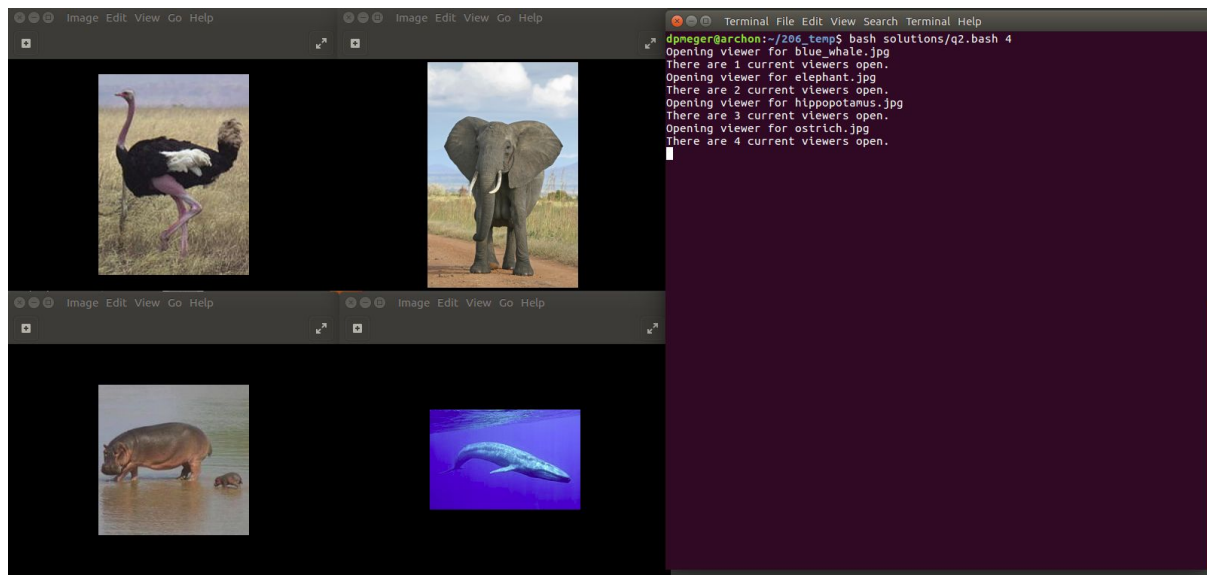 Image Edit View Go Help
Image Edit View Go Help
Terminal File Edit View Search Terminal Help
dpmeger@archon:~/206_temp$ bash solutions/q2.bash 4
Opening viewer for blue_whale.jpg
There are 1 current viewers open.
Opening viewer for elephant.jpg
There are 2 current viewers open.
Opening viewer for hippopotamus.jpg
There are 3 current viewers open.
Opening viewer for ostrich.jpg
There are 4 current viewers open.
Image Edit View Go Help
Image Edit View Go Help